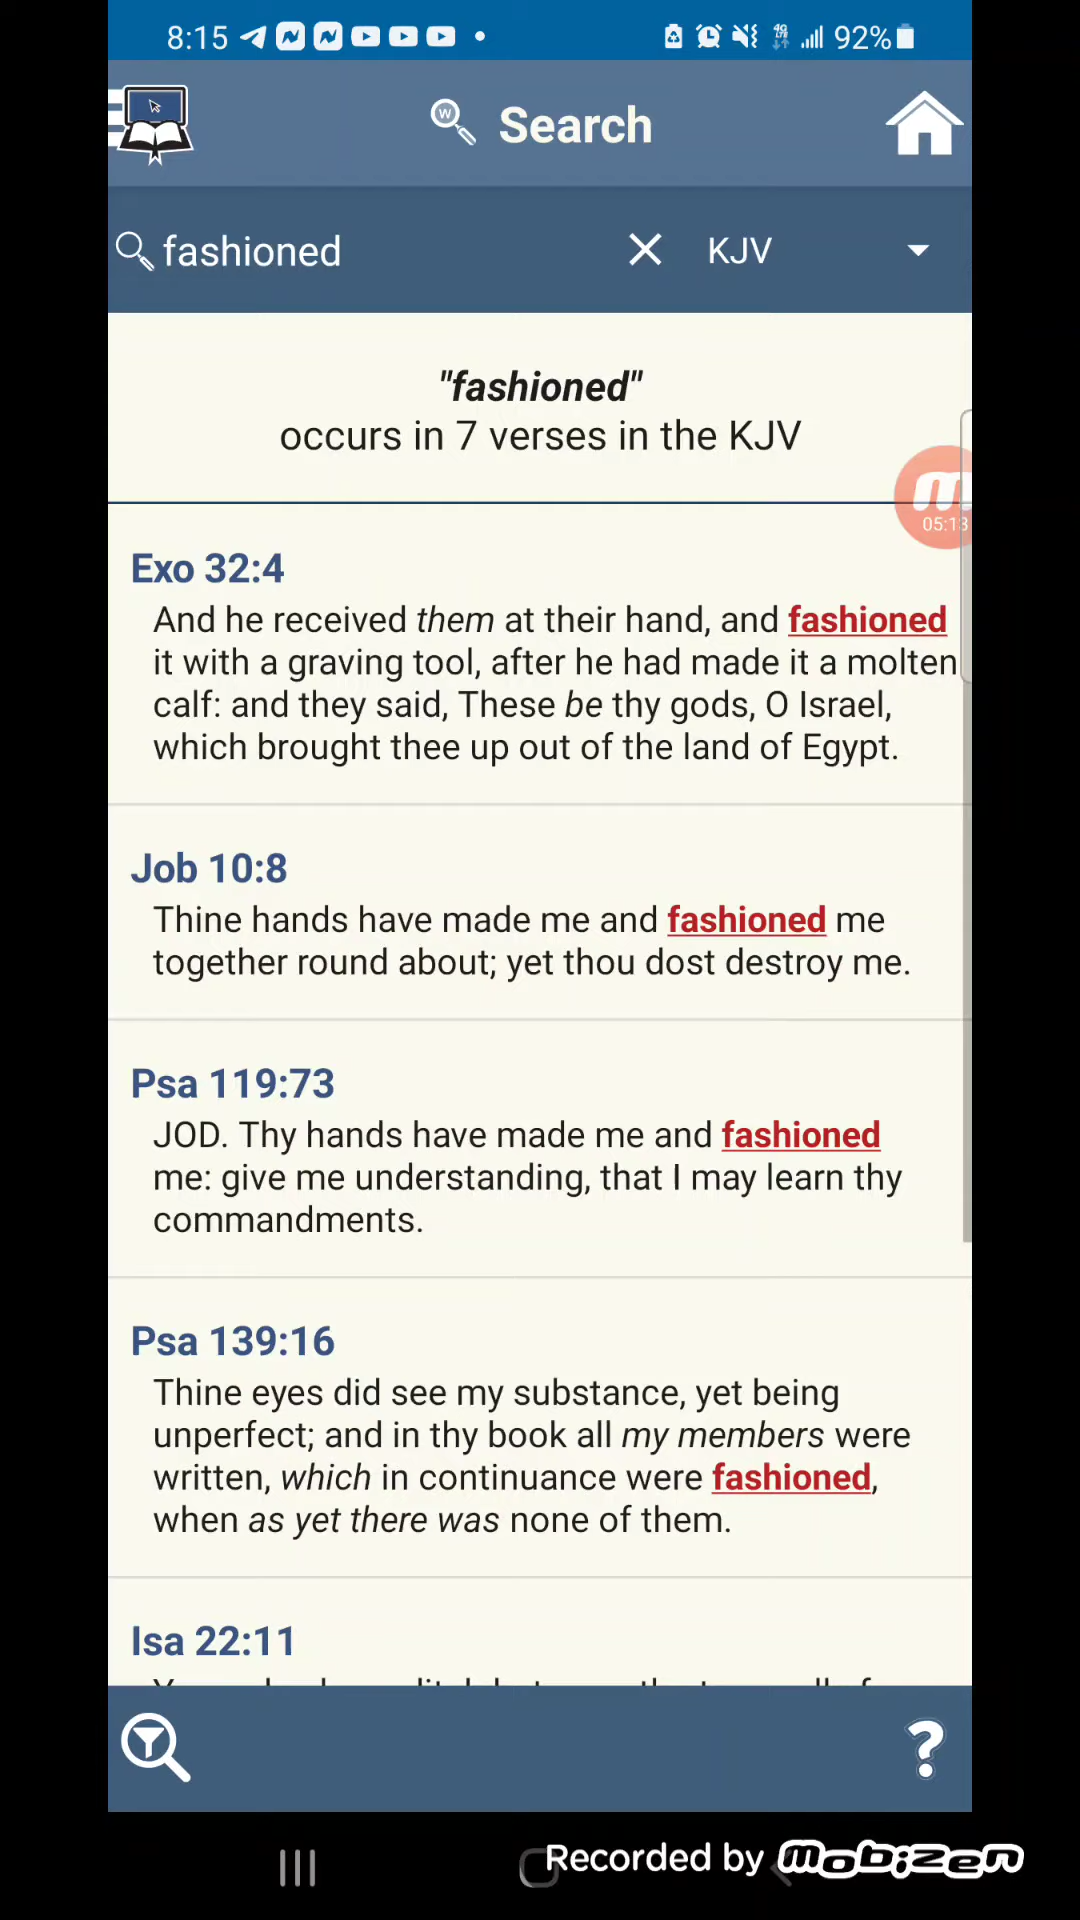 8:15 92%
W Search
fashioned KJV
"fashioned"
occurs in 7 verses in the KJV
05:13
Exo 32:4
And he received them at their hand, and fashioned
it with a graving tool, after he had made it a molten
calf: and they said, These be thy gods, O Israel,
which brought thee up out of the land of Egypt.
Job 10:8
Thine hands have made me and fashioned me
together round about; yet thou dost destroy me.
Psa 119:73
JOD. Thy hands have made me and fashioned
me: give me understanding, that I may learn thy
commandments.
Psa 139:16
Thine eyes did see my substance, yet being
unperfect; and in thy book all my members were
written, which in continuance were fashioned,
when as yet there was none of them.
Isa 22:11
?
Recorded by mobizen